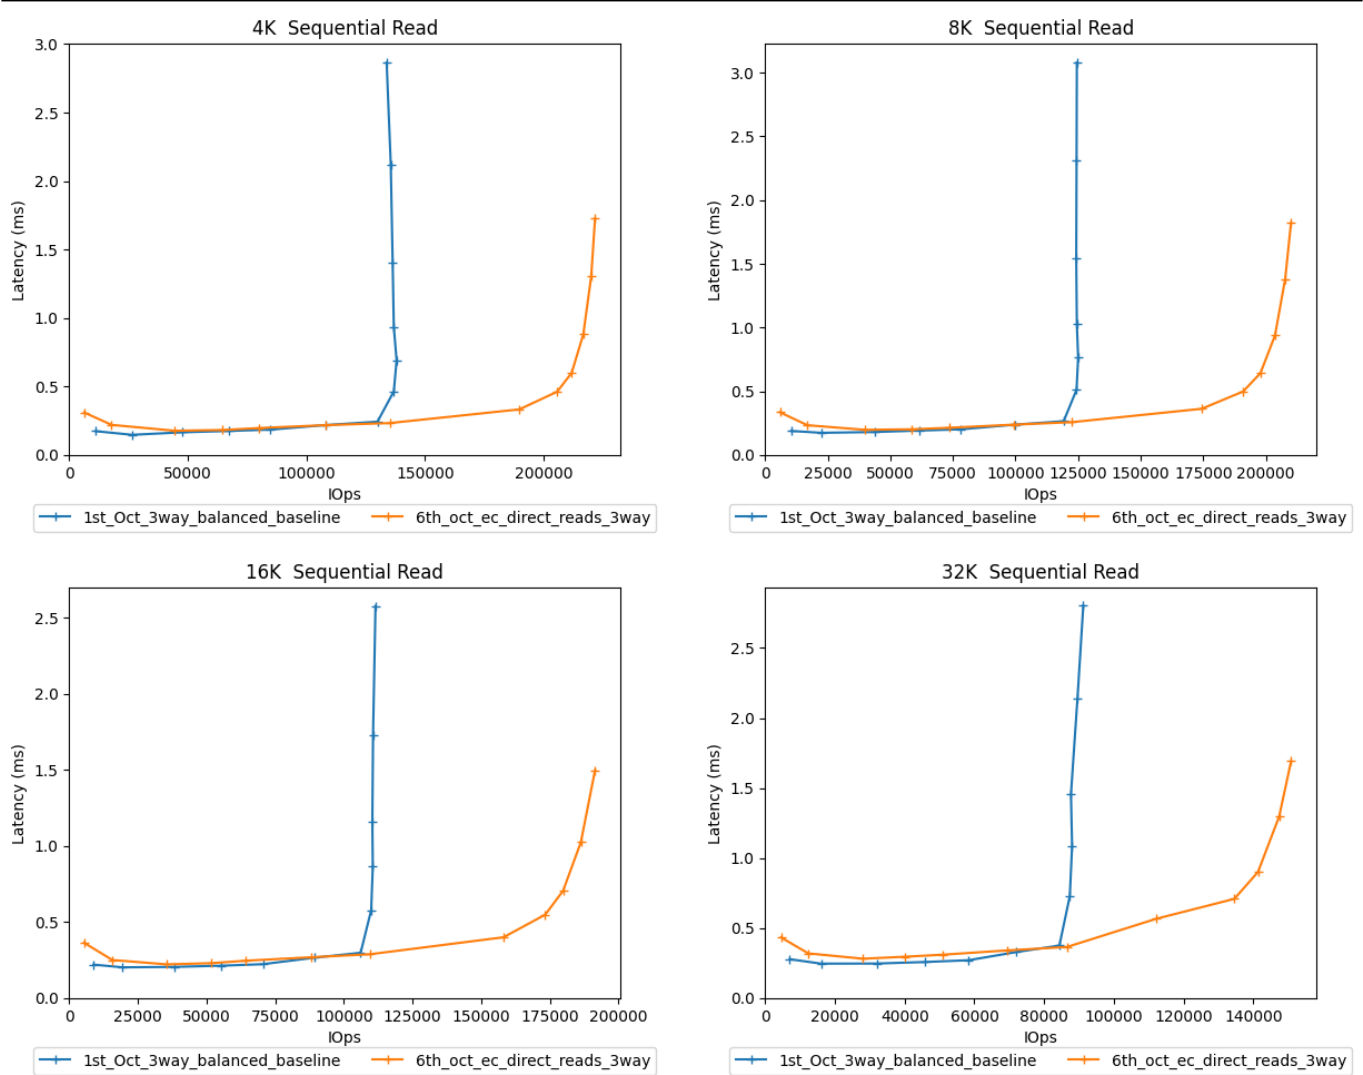 4K  Sequential Read
3.0
2.5
2.0
1.5
1.0
0.5
0.0
Latency (ms)
0 50000 100000 150000 200000
IOps
1st_Oct_3way_balanced_baseline 6th_oct_ec_direct_reads_3way
8K  Sequential Read
3.0
2.5
2.0
1.5
1.0
0.5
0.0
Latency (ms)
0 25000 50000 75000 100000 125000 150000 175000 200000
IOps
1st_Oct_3way_balanced_baseline 6th_oct_ec_direct_reads_3way
16K  Sequential Read
2.5
2.0
1.5
1.0
0.5
0.0
Latency (ms)
0 25000 50000 75000 100000 125000 150000 175000 200000
IOps
1st_Oct_3way_balanced_baseline 6th_oct_ec_direct_reads_3way
32K  Sequential Read
2.5
2.0
1.5
1.0
0.5
0.0
Latency (ms)
0 20000 40000 60000 80000 100000 120000 140000
IOps
1st_Oct_3way_balanced_baseline 6th_oct_ec_direct_reads_3way